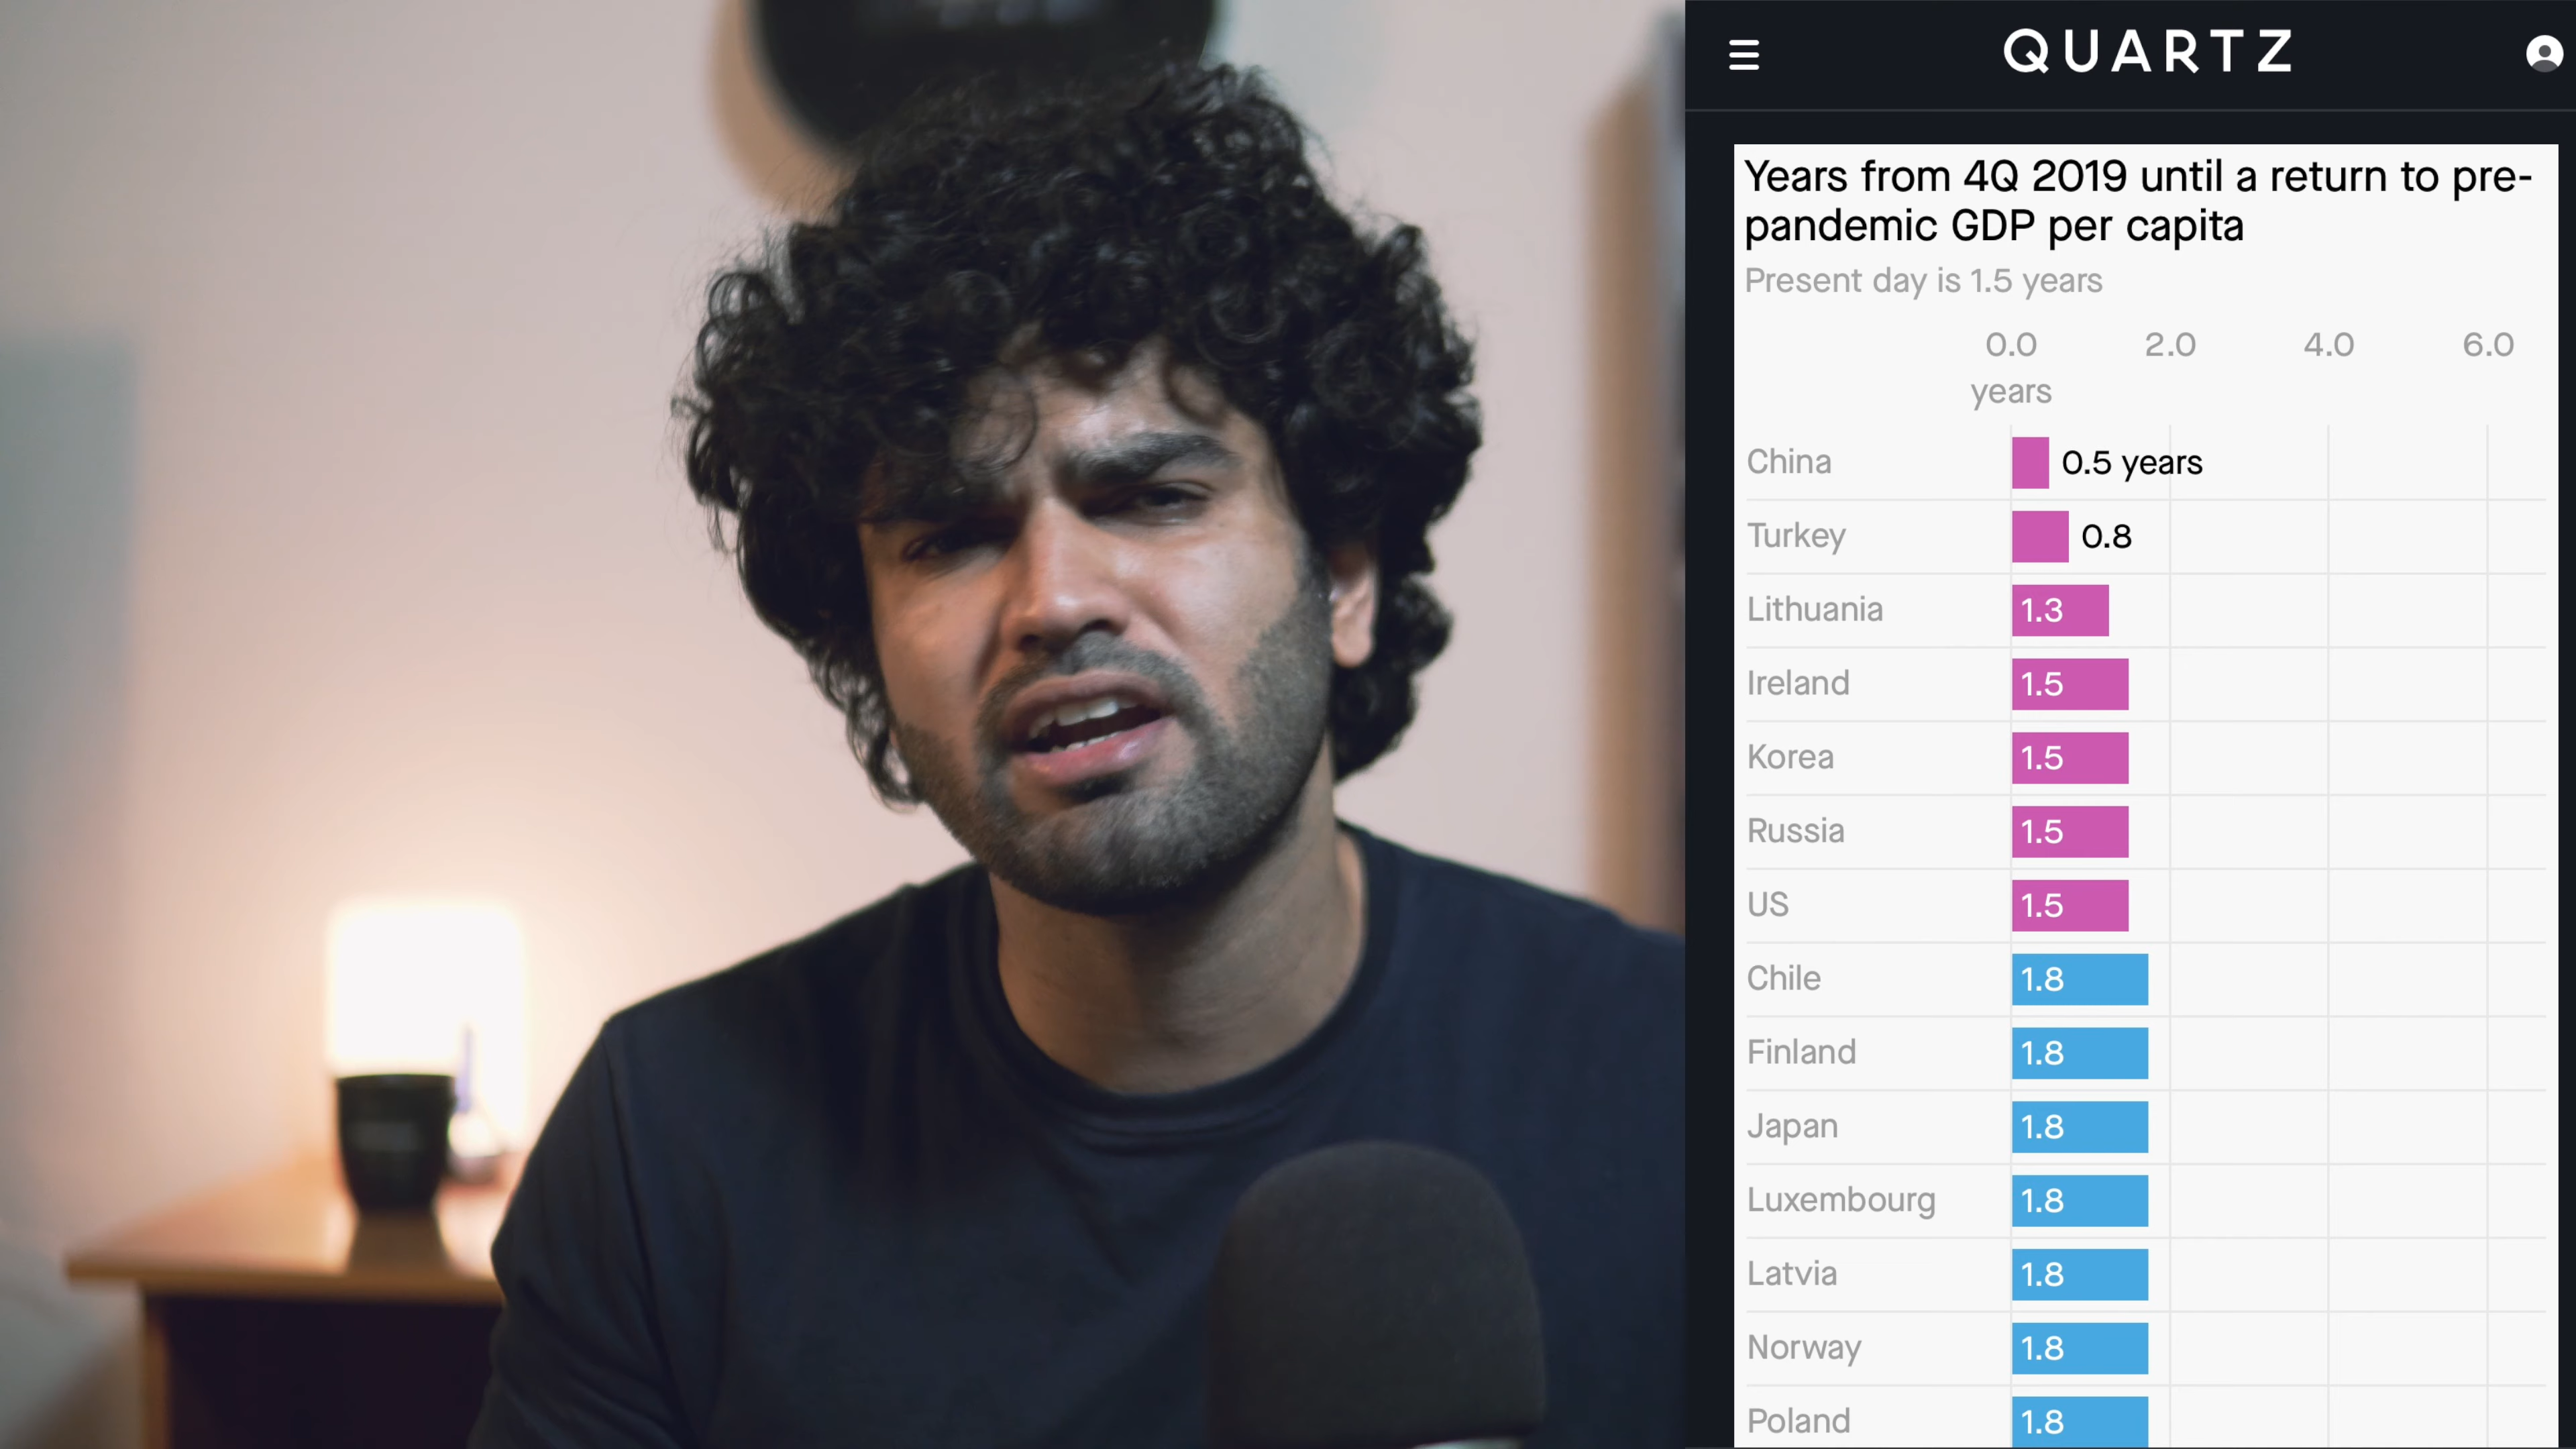 QUARTZ
Years from 4Q 2019 until a return to pre-
pandemic GDP per capita
Present day is 1.5 years
0.0 2.0 4.0 6.0
years
China 0.5 years
Turkey 0.8
Lithuania 1.3
Ireland 1.5
Korea 1.5
Russia 1.5
US 1.5
Chile 1.8
Finland 1.8
Japan 1.8
Luxembourg 1.8
Latvia 1.8
Norway 1.8
Poland 1.8